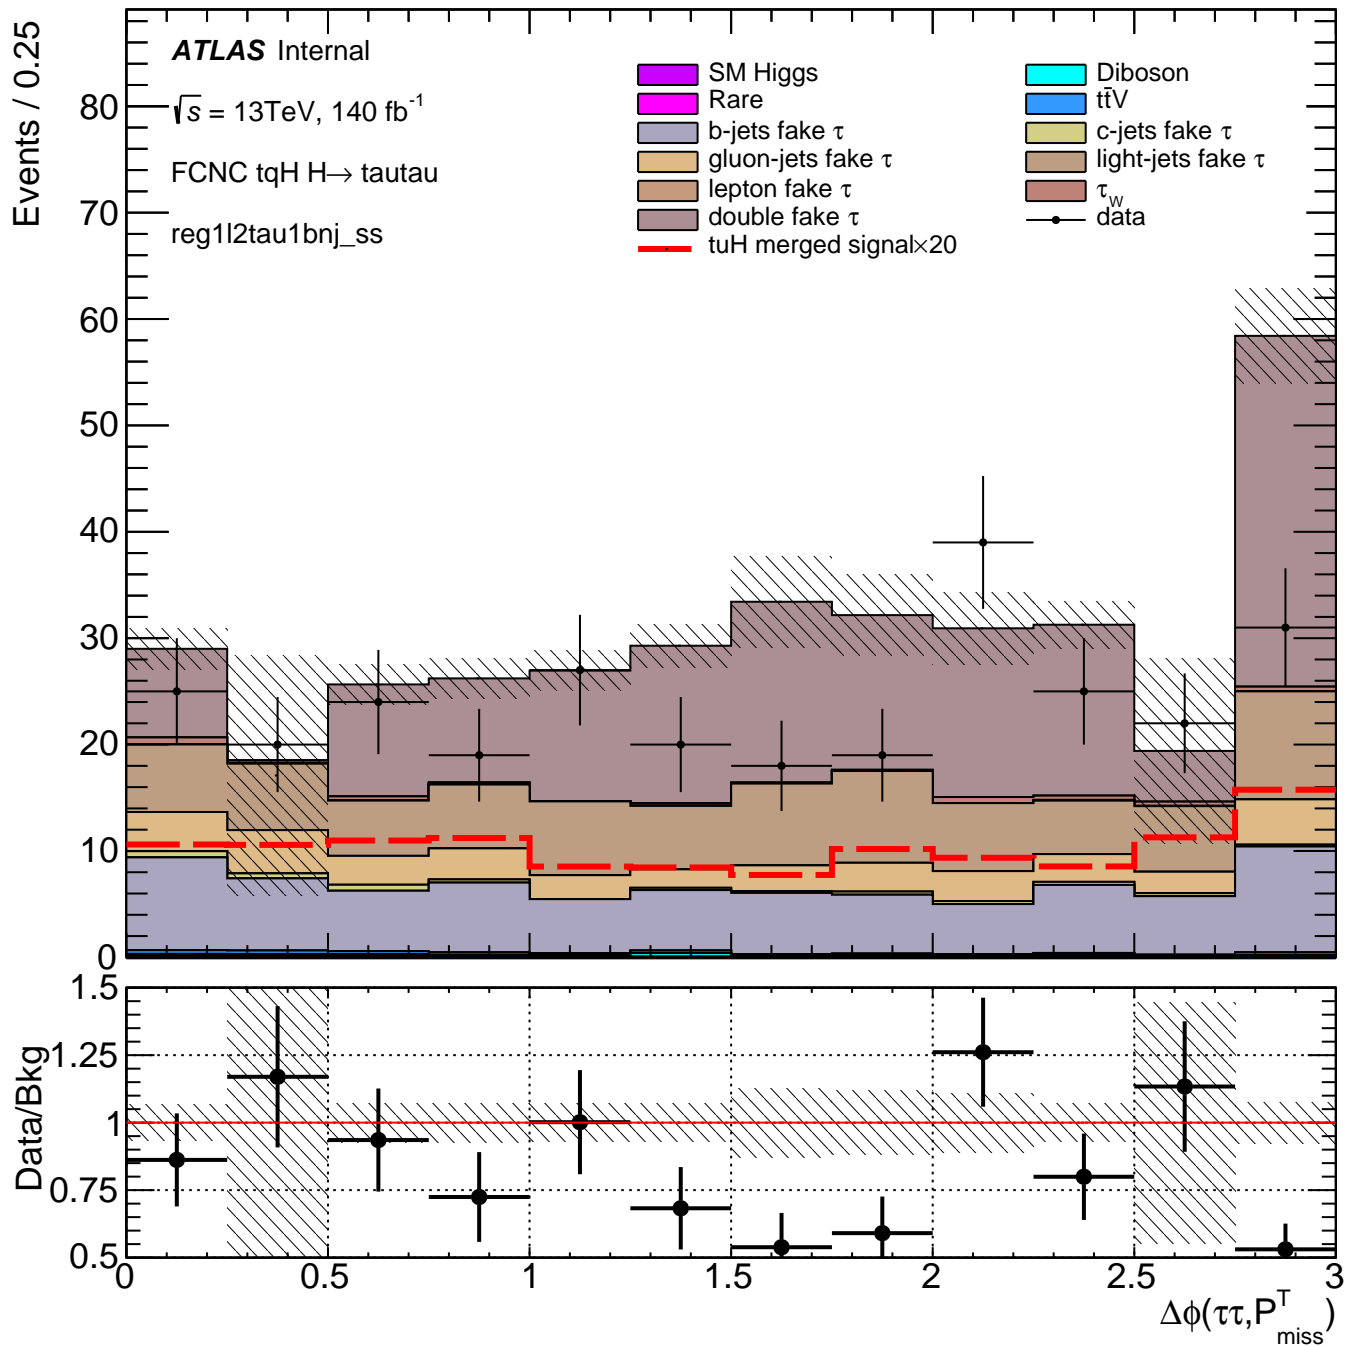 Events / 0.25
ATLAS Internal
√s = 13TeV, 140 fb⁻¹
FCNC tqH H→ tautau
reg1l2tau1bnj_ss
SM Higgs
Rare
b-jets fake τ
gluon-jets fake τ
lepton fake τ
double fake τ
tuH merged signal×20
Diboson
tt̄V
c-jets fake τ
light-jets fake τ
τ_W
data
80
70
60
50
40
30
20
10
0
Data/Bkg
1.5
1.25
1
0.75
0.5
0 0.5 1 1.5 2 2.5 3
Δϕ(ττ,P^T_miss)